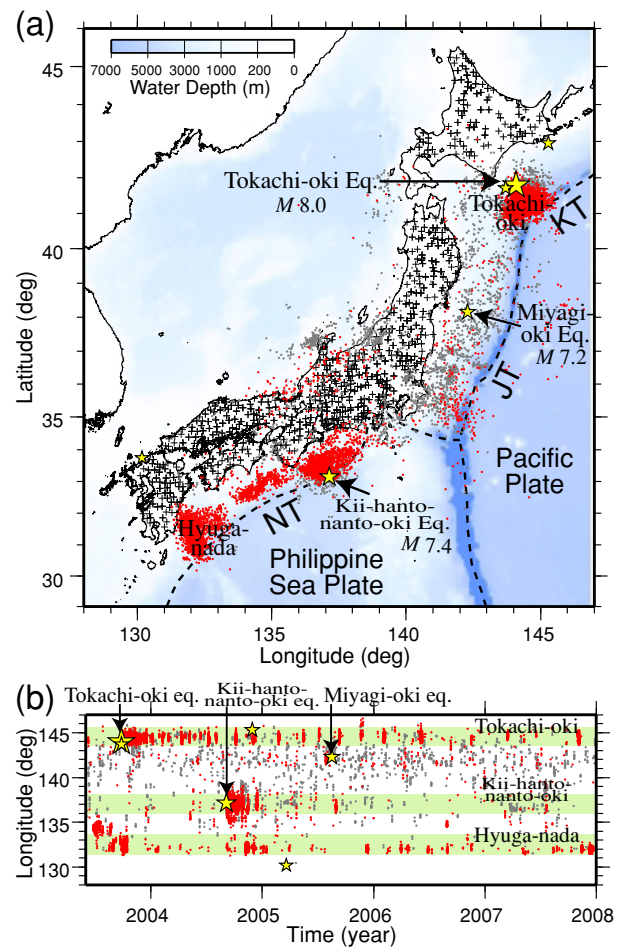 (a)
45
40
35
30
Latitude (deg)
7000 5000 3000 1000 200 0
Water Depth (m)
Tokachi-oki Eq.
M 8.0
Tokachi-
oki
KT
Miyagi-
oki Eq.
M 7.2
JT
Pacific
Plate
Kii-hanto-
nanto-oki Eq.
M 7.4
NT
Hyuga-
nada
Philippine
Sea Plate
130 135 140 145
Longitude (deg)
(b)
Tokachi-oki eq. Kii-hanto-
nanto-oki eq. Miyagi-oki eq.
145
140
135
130
Longitude (deg)
Tokachi-oki
Kii-hanto-
nanto-oki
Hyuga-nada
2004 2005 2006 2007 2008
Time (year)